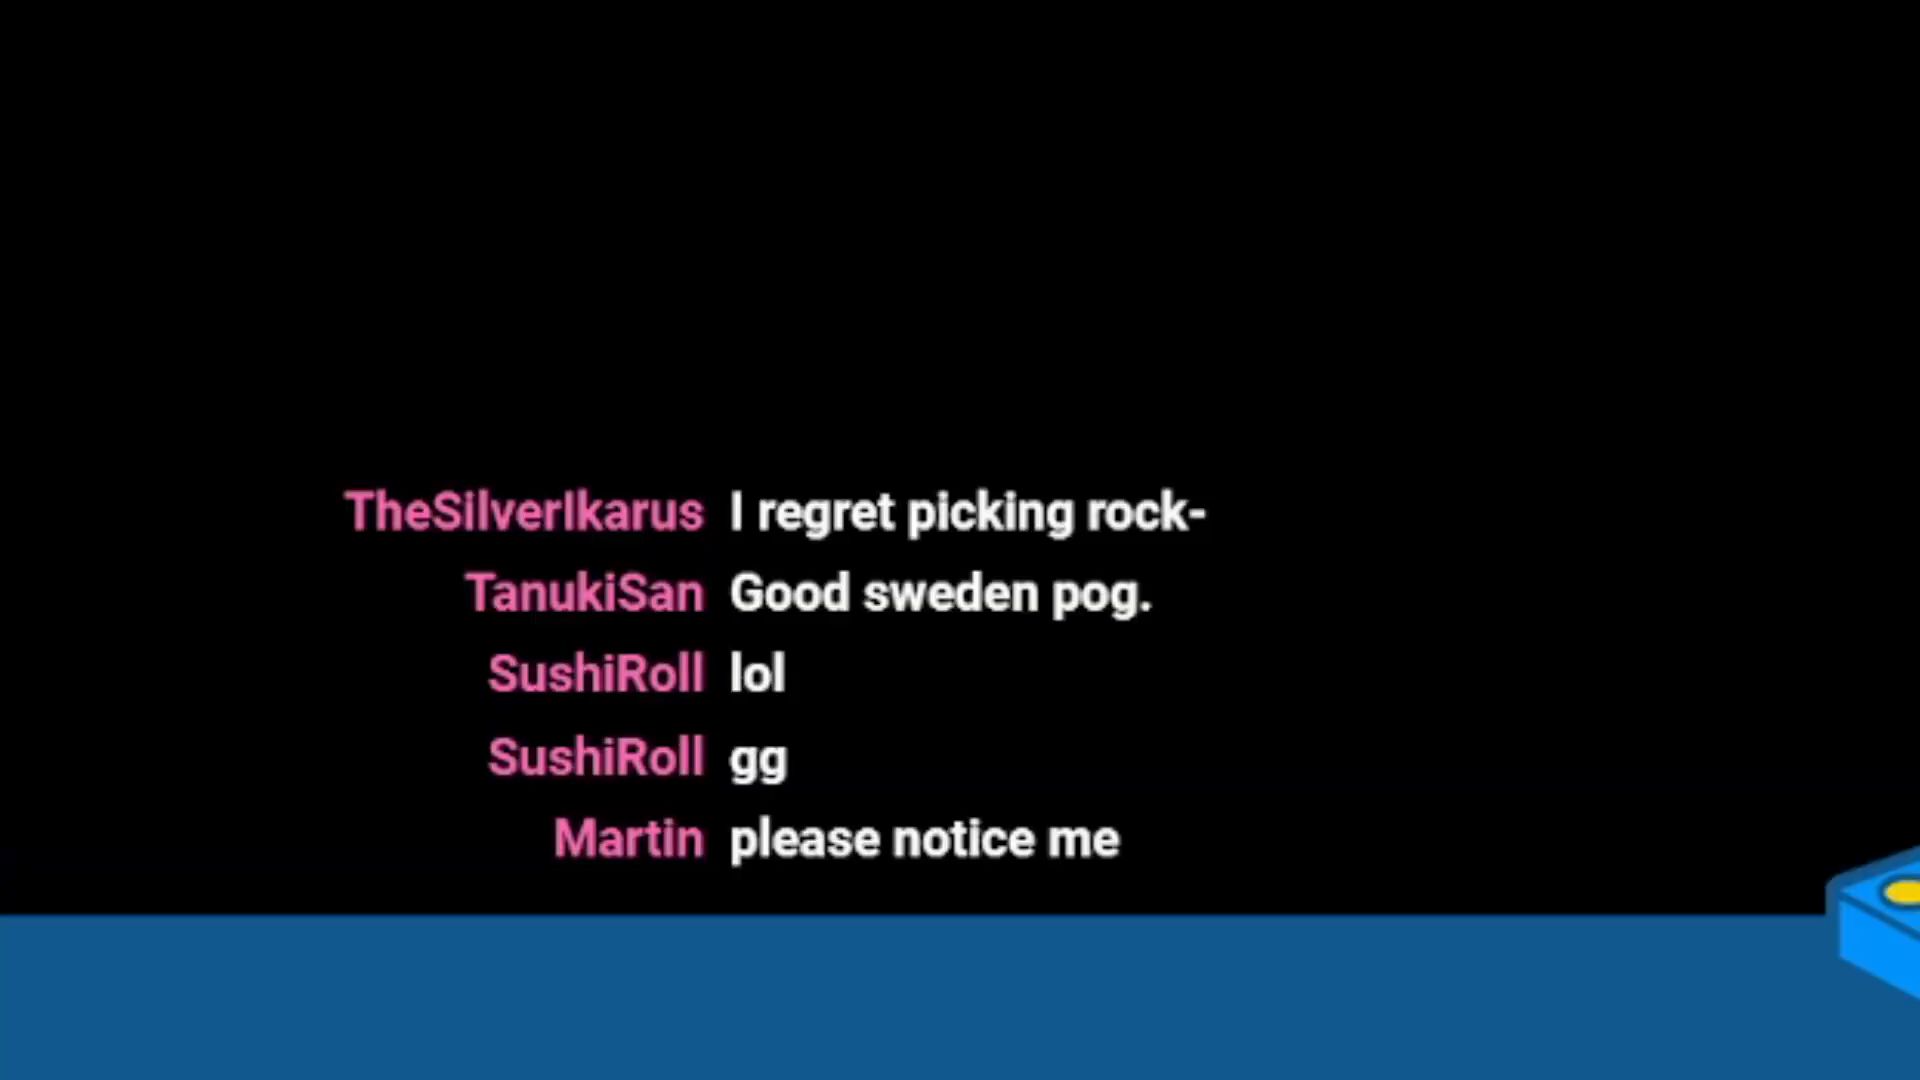 TheSilverIkarus I regret picking rock-
TanukiSan Good sweden pog.
SushiRoll lol
SushiRoll gg
Martin please notice me